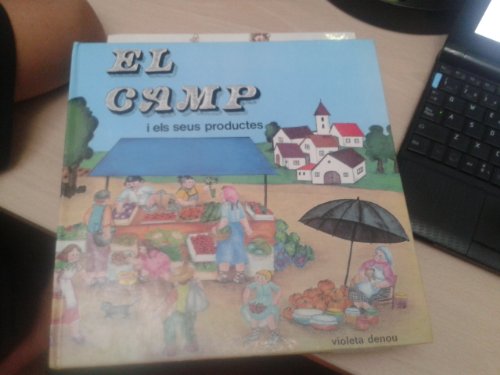 EL
CAMP
i els seus productes
violeta denou